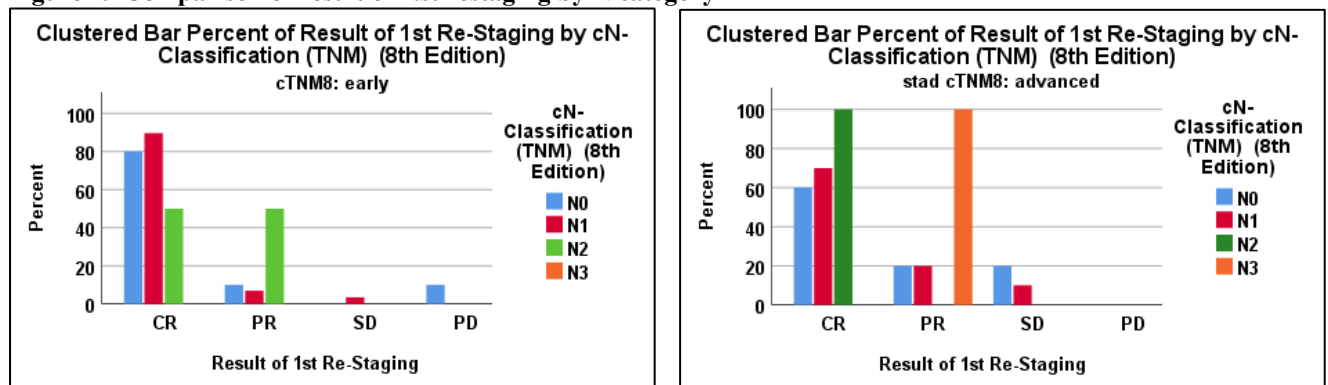 Clustered Bar Percent of Result of 1st Re-Staging by cN-
Classification (TNM) (8th Edition)
cTNM8: early
100
80
60
40
20
0
Percent
CR
PR
SD
PD
Result of 1st Re-Staging
cN-
Classification
(TNM) (8th
Edition)
N0
N1
N2
N3
Clustered Bar Percent of Result of 1st Re-Staging by cN-
Classification (TNM) (8th Edition)
stad cTNM8: advanced
100
80
60
40
20
0
Percent
CR
PR
SD
PD
Result of 1st Re-Staging
cN-
Classification
(TNM) (8th
Edition)
N0
N1
N2
N3